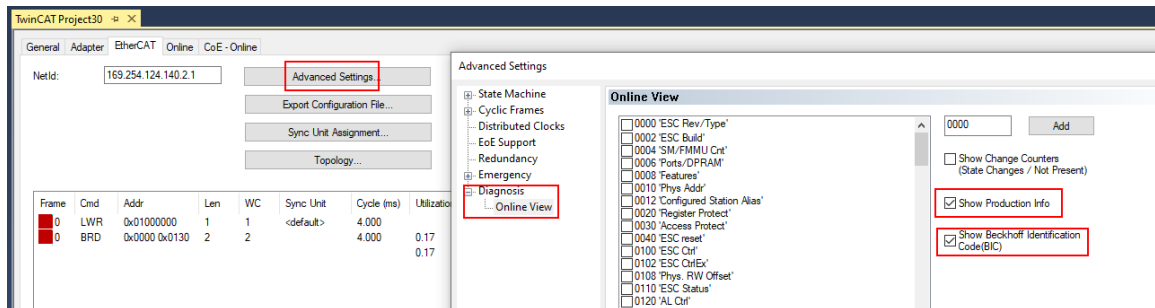 TwinCAT Project30
General Adapter EtherCAT Online CoE - Online
NetId: 169.254.124.140.2.1
Advanced Settings...
Export Configuration File...
Sync Unit Assignment...
Topology...
Frame Cmd Addr Len WC Sync Unit Cycle (ms) Utilizatio
0 LWR 0x01000000 1 1 <default> 4.000
0 BRD 0x0000 0x0130 2 2 4.000 0.17
0.17
Advanced Settings
State Machine
Cyclic Frames
Distributed Clocks
EoE Support
Redundancy
Emergency
Diagnosis
Online View
Online View
0000 'ESC Rev/Type'
0002 'ESC Build'
0004 'SM/FMMU Cnt'
0006 'Ports/DPRAM'
0008 'Features'
0010 'Phys Addr'
0012 'Configured Station Alias'
0020 'Register Protect'
0030 'Access Protect'
0040 'ESC reset'
0100 'ESC Ctrl'
0102 'ESC CtrlEx'
0108 'Phys. RW Offset'
0110 'ESC Status'
0120 'AL Ctrl'
0000 Add
Show Change Counters
(State Changes / Not Present)
Show Production Info
Show Beckhoff Identification
Code(BIC)